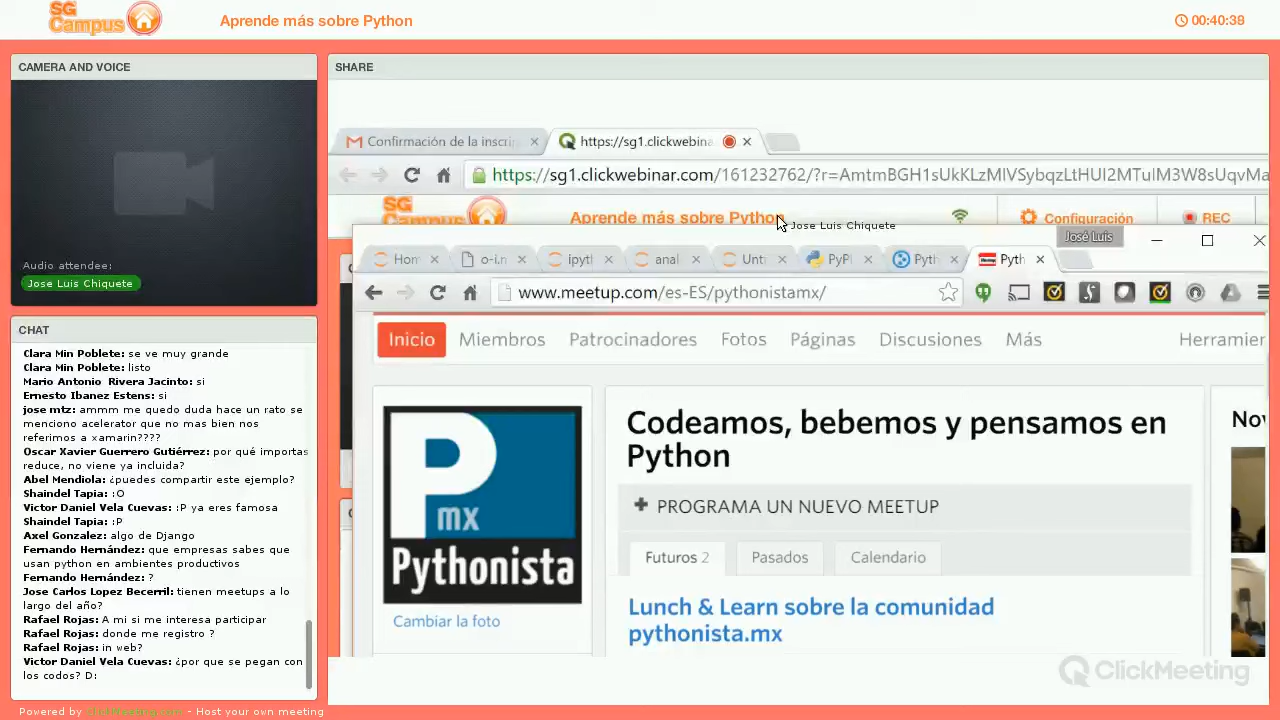 SG
Campus
Aprende más sobre Python
00:40:38
CAMERA AND VOICE
Audio attendee:
Jose Luis Chiquete
CHAT
Clara Min Poblete: se ve muy grande
Clara Min Poblete: listo
Mario Antonio Rivera Jacinto: si
Ernesto Ibanez Estens: si
jose mtz: ammm me quedo duda hace un rato se
menciono acelerator que no mas bien nos
referimos a xamarin????
Oscar Xavier Guerrero Gutiérrez: por qué importas
reduce, no viene ya incluida?
Abel Mendiola: ¿puedes compartir este ejemplo?
Shaindel Tapia: :O
Victor Daniel Vela Cuevas: :P ya eres famosa
Shaindel Tapia: :P
Axel Gonzalez: algo de Django
Fernando Hernández: que empresas sabes que
usan python en ambientes productivos
Fernando Hernández: ?
Jose Carlos Lopez Becerril: tienen meetups a lo
largo del año?
Rafael Rojas: A mi si me interesa participar
Rafael Rojas: donde me registro ?
Rafael Rojas: in web?
Victor Daniel Vela Cuevas: ¿por que se pegan con
los codos? D:
Powered by ClickMeeting.com - Host your own meeting
SHARE
Confirmación de la inscri
https://sg1.clickwebina
https://sg1.clickwebinar.com/161232762/?r=AmtmBGH1sUkKLzMlVSybqzLtHUI2MTulM3W8sUqvMa
SG
Campus
Aprende más sobre Python
Jose Luis Chiquete
Configuración
REC
José Luis
Hom
o-i.n
ipyt
anal
Unti
PyPI
Pyth
Pyth
www.meetup.com/es-ES/pythonistamx/
Inicio Miembros Patrocinadores Fotos Páginas Discusiones Más Herramier
P
mx
Pythonista
Cambiar la foto
Codeamos, bebemos y pensamos en
Python
PROGRAMA UN NUEVO MEETUP
Futuros 2 Pasados Calendario
Lunch & Learn sobre la comunidad
pythonista.mx
Nov
ClickMeeting